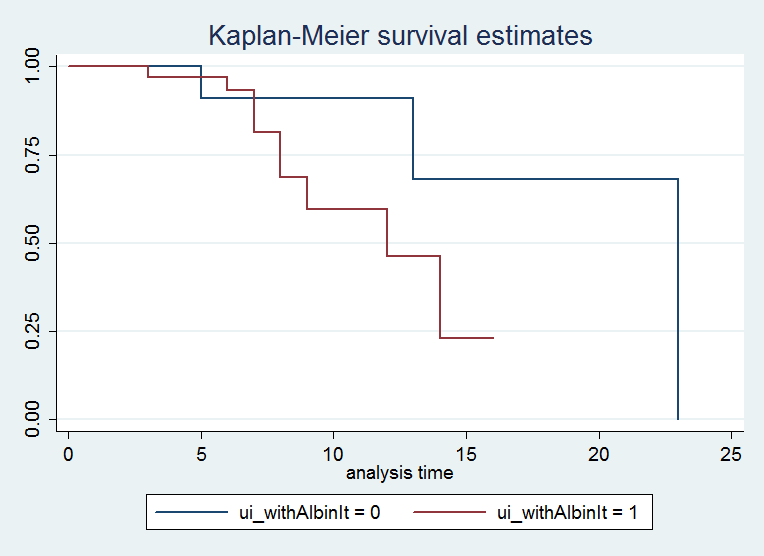 Kaplan-Meier survival estimates
1.00
0.75
0.50
0.25
0.00
0 5 10 15 20 25
analysis time
ui_withAlbinIt = 0 ui_withAlbinIt = 1